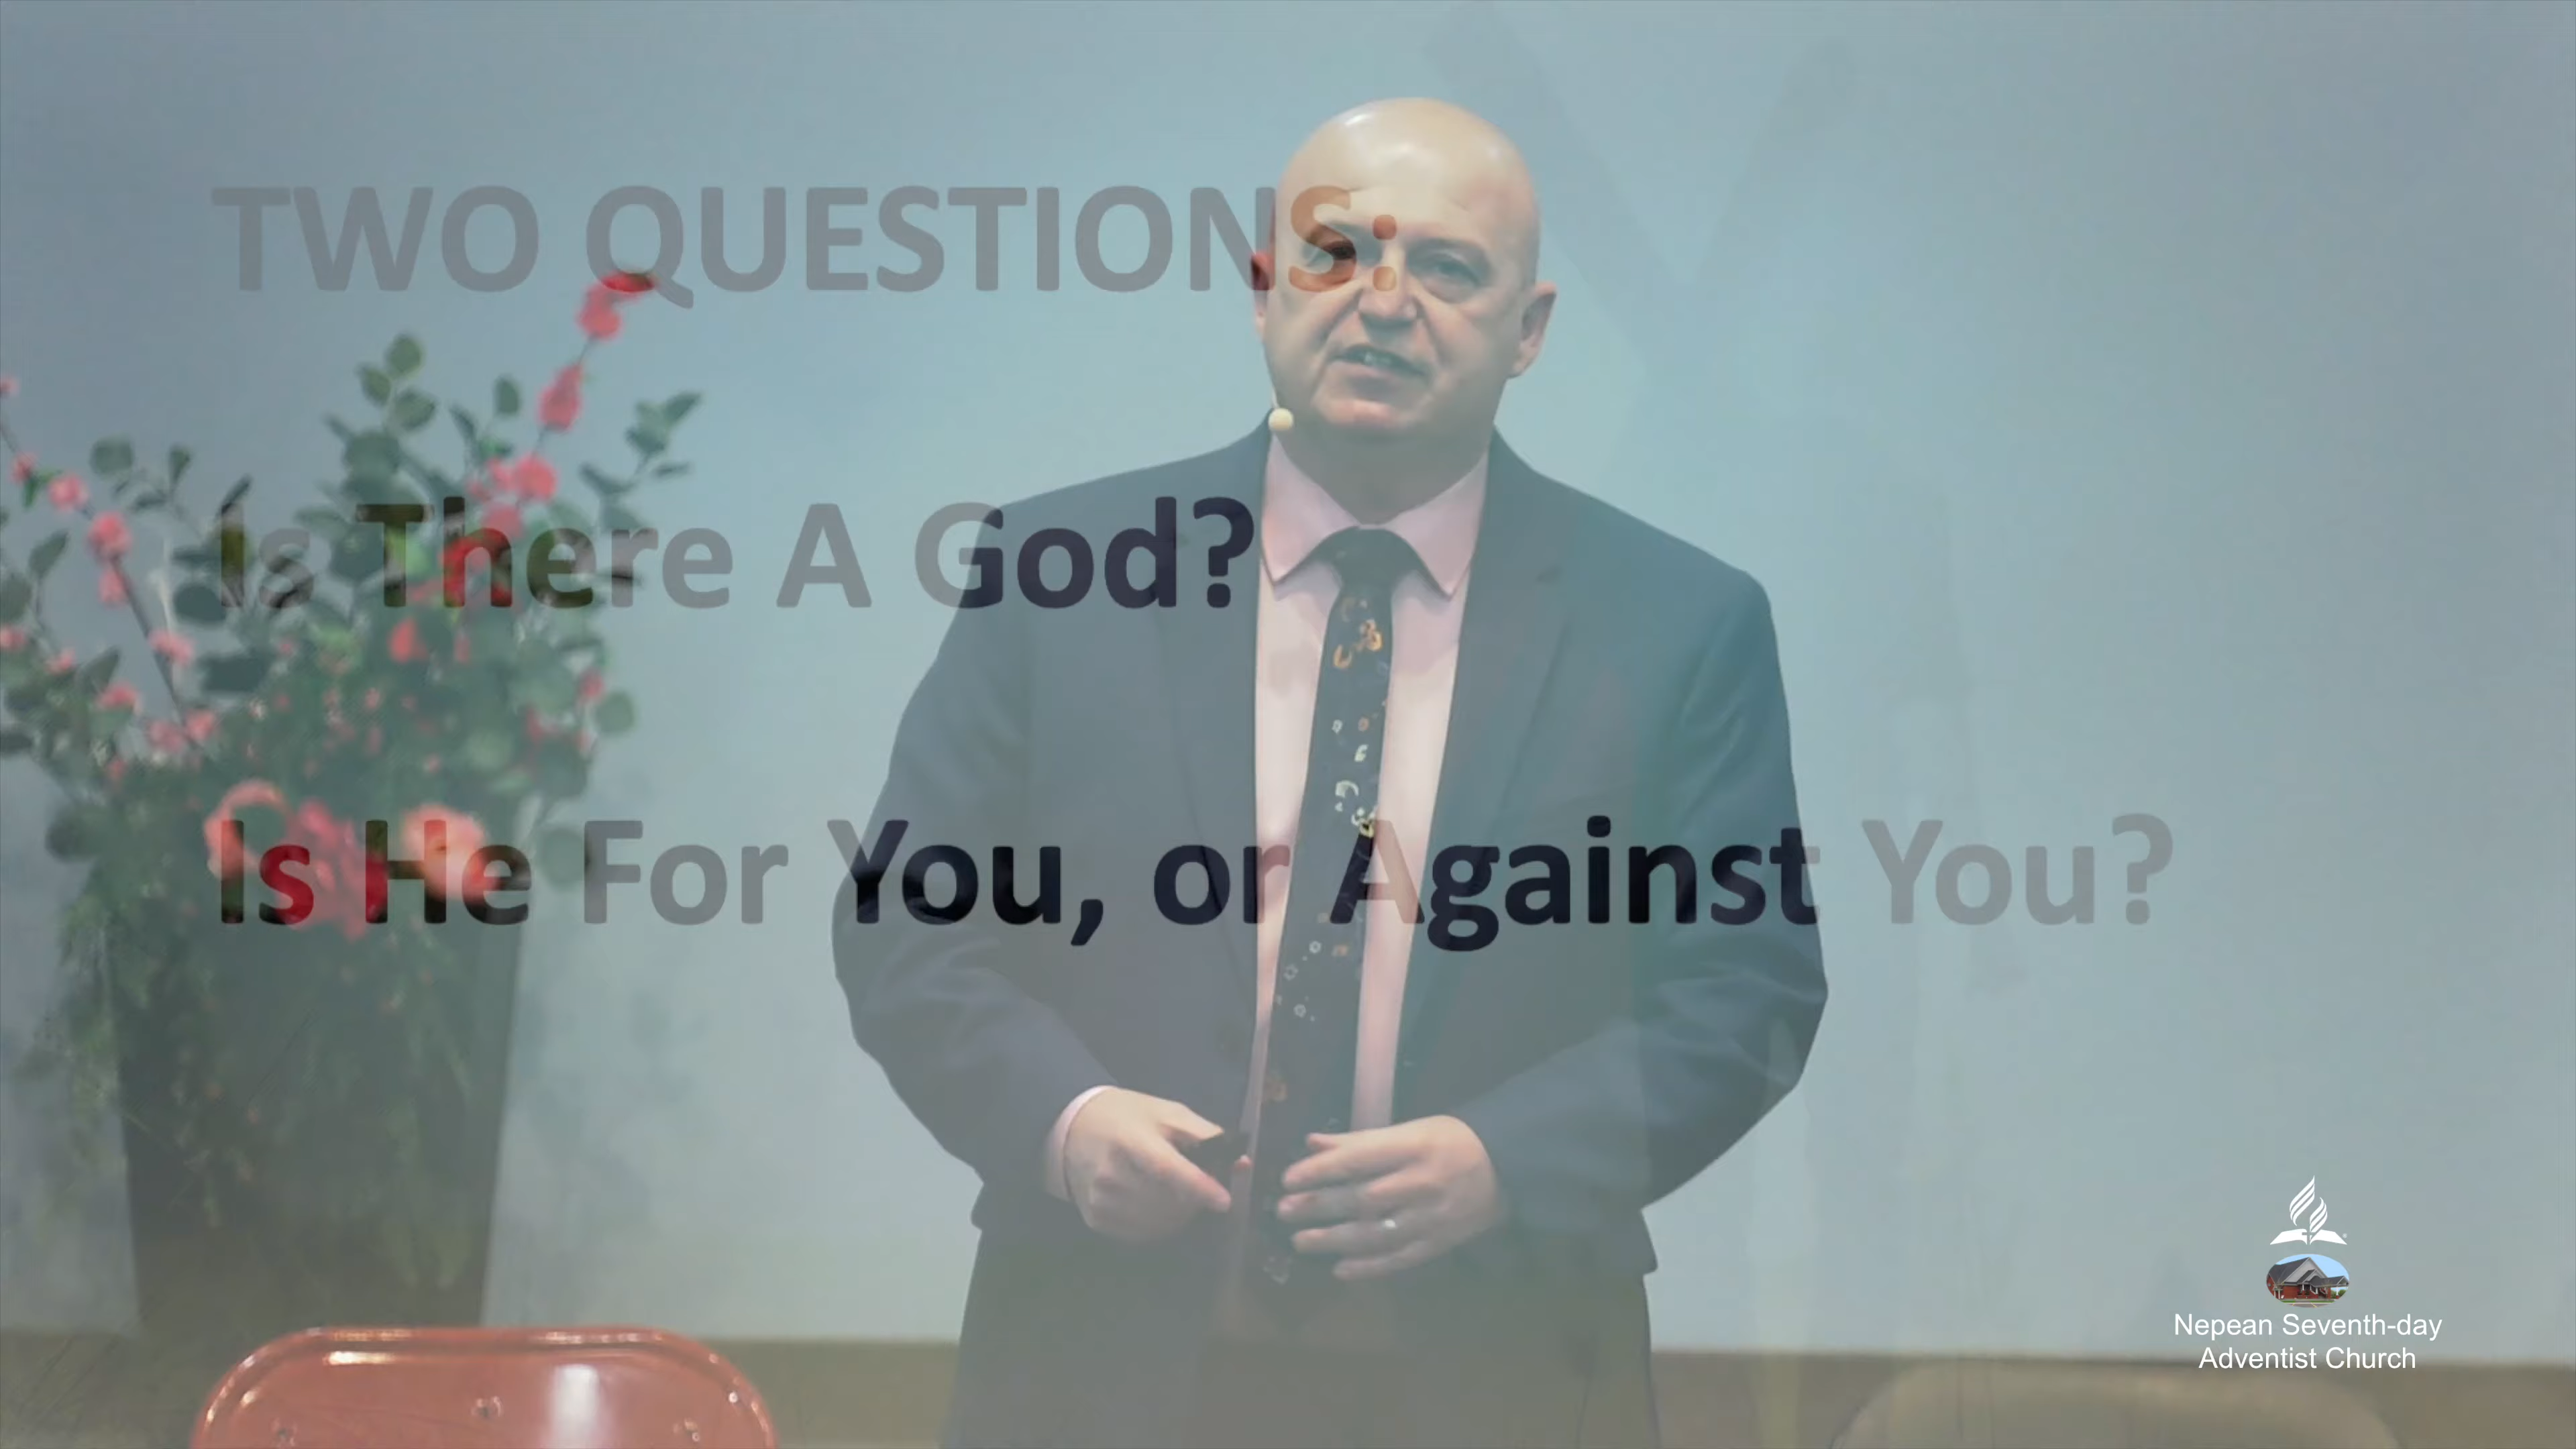 TWO QUESTIONS:
Is There A God?
Is He For You, or Against You?
Nepean Seventh-day
Adventist Church